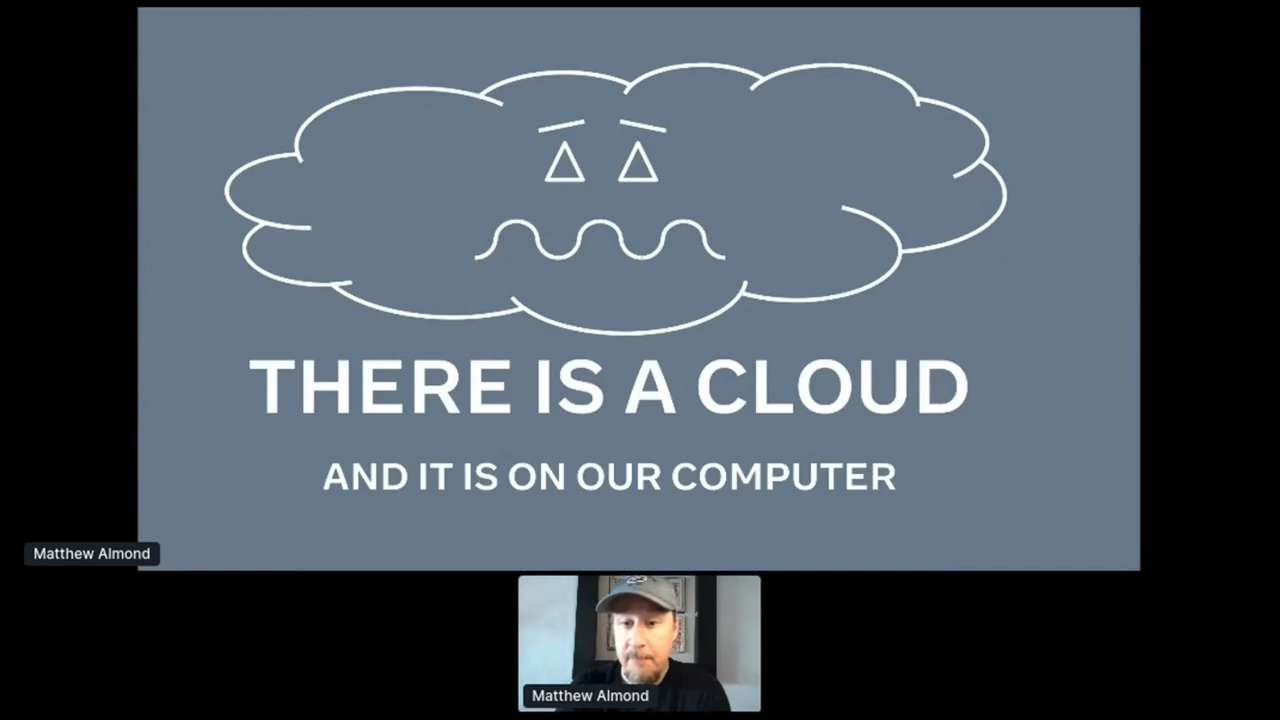 THERE IS A CLOUD
AND IT IS ON OUR COMPUTER
Matthew Almond
Matthew Almond